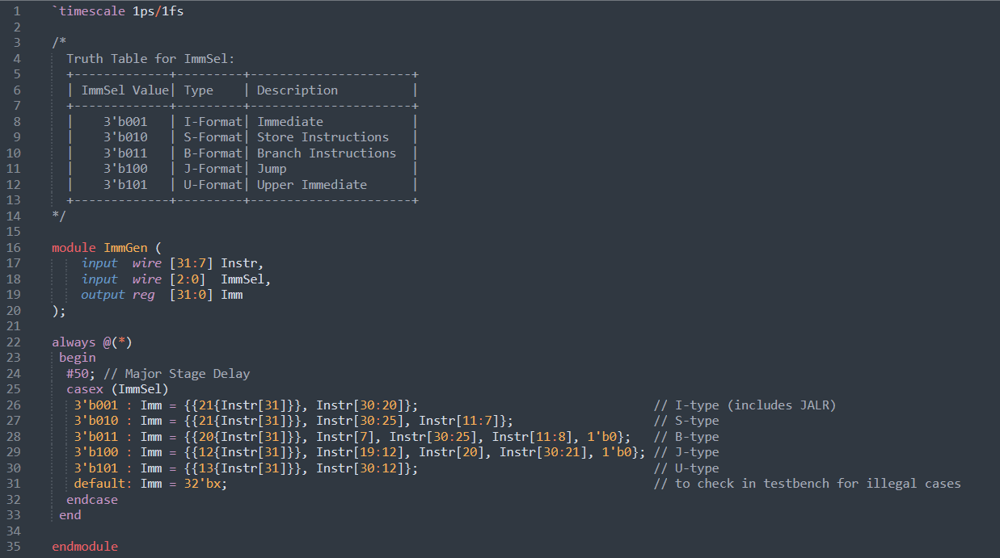 1 `timescale 1ps/1fs
2
3 /*
4 Truth Table for ImmSel:
5 +-------------+---------+----------------------+
6 | ImmSel Value| Type    | Description          |
7 +-------------+---------+----------------------+
8 |    3'b001   | I-Format| Immediate            |
9 |    3'b010   | S-Format| Store Instructions   |
10 |    3'b011   | B-Format| Branch Instructions  |
11 |    3'b100   | J-Format| Jump                 |
12 |    3'b101   | U-Format| Upper Immediate      |
13 +-------------+---------+----------------------+
14 */
15
16 module ImmGen (
17     input  wire [31:7] Instr,
18     input  wire [2:0]  ImmSel,
19     output reg  [31:0] Imm
20 );
21
22 always @(*)
23  begin
24   #50; // Major Stage Delay
25   casex (ImmSel)
26    3'b001 : Imm = {{21{Instr[31]}}, Instr[30:20]};                                // I-type (includes JALR)
27    3'b010 : Imm = {{21{Instr[31]}}, Instr[30:25], Instr[11:7]};                   // S-type
28    3'b011 : Imm = {{20{Instr[31]}}, Instr[7], Instr[30:25], Instr[11:8], 1'b0};   // B-type
29    3'b100 : Imm = {{12{Instr[31]}}, Instr[19:12], Instr[20], Instr[30:21], 1'b0}; // J-type
30    3'b101 : Imm = {{13{Instr[31]}}, Instr[30:12]};                                // U-type
31    default: Imm = 32'bx;                                                          // to check in testbench for illegal cases
32   endcase
33  end
34
35 endmodule